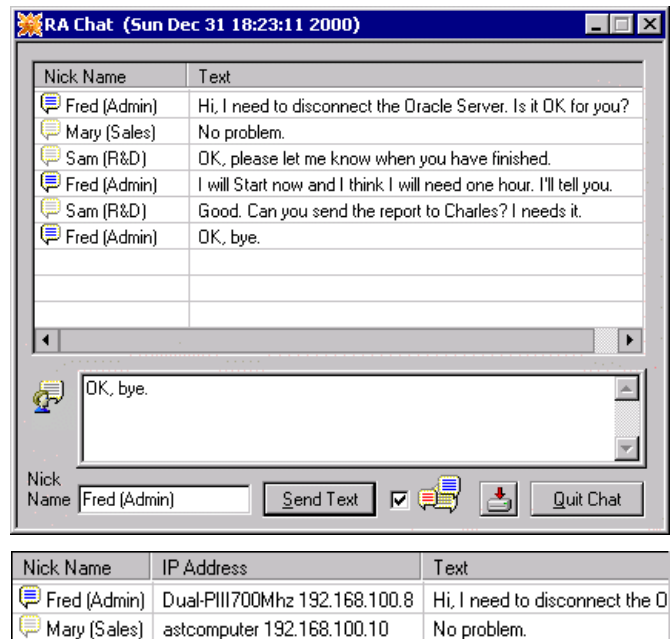 RA Chat (Sun Dec 31 18:23:11 2000)
Nick Name Text
Fred (Admin) Hi, I need to disconnect the Oracle Server. Is it OK for you?
Mary (Sales) No problem.
Sam (R&D) OK, please let me know when you have finished.
Fred (Admin) I will Start now and I think I will need one hour. I'll tell you.
Sam (R&D) Good. Can you send the report to Charles? I needs it.
Fred (Admin) OK, bye.
OK, bye.
Nick
Name Fred (Admin) Send Text Quit Chat
Nick Name IP Address Text
Fred (Admin) Dual-PIII700Mhz 192.168.100.8 Hi, I need to disconnect the O
Mary (Sales) astcomputer 192.168.100.10 No problem.